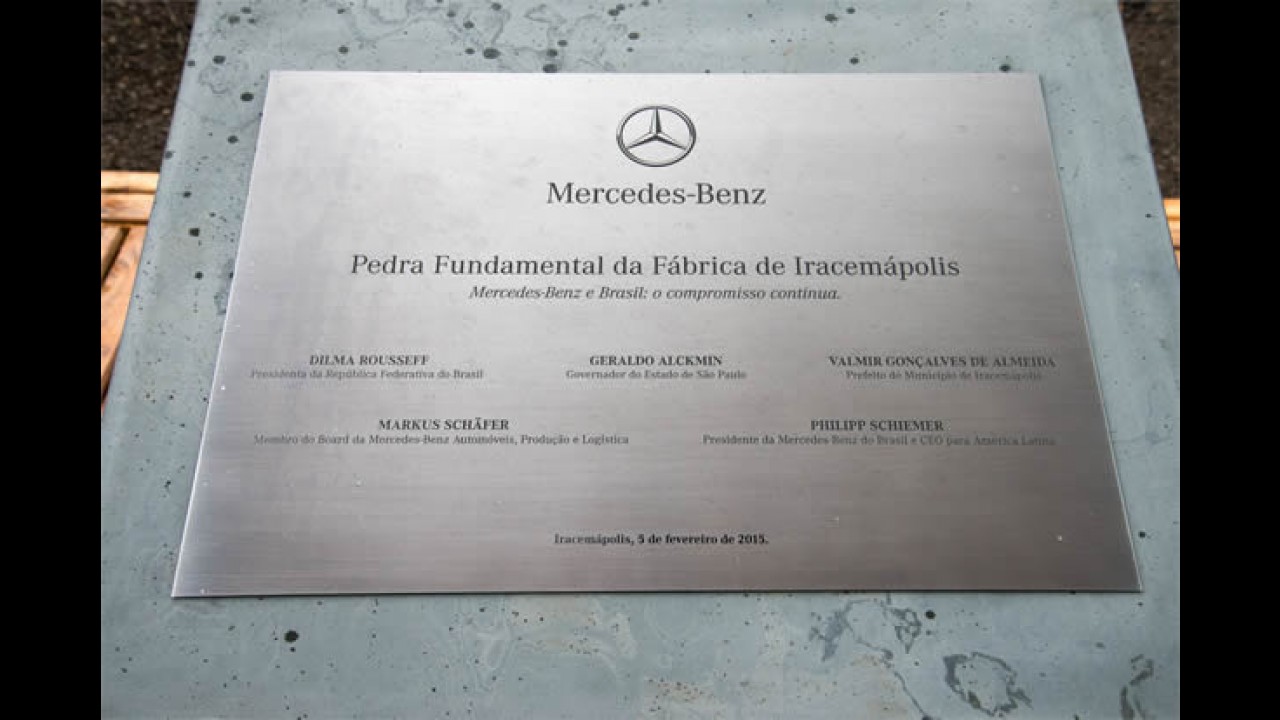 Mercedes-Benz
Pedra Fundamental da Fábrica de Iracemápolis
Mercedes-Benz e Brasil: o compromisso continua.
DILMA ROUSSEFF GERALDO ALCKMIN VALMIR GONÇALVES DE ALMEIDA
Presidenta da República Federativa do Brasil Governador do Estado de São Paulo Prefeito do Município de Iracemápolis
MARKUS SCHÄFER PHILIPP SCHIEMER
Membro do Board da Mercedes-Benz Automóveis, Produção e Logística Presidente da Mercedes-Benz do Brasil e CEO para América Latina
Iracemápolis, 5 de fevereiro de 2015.